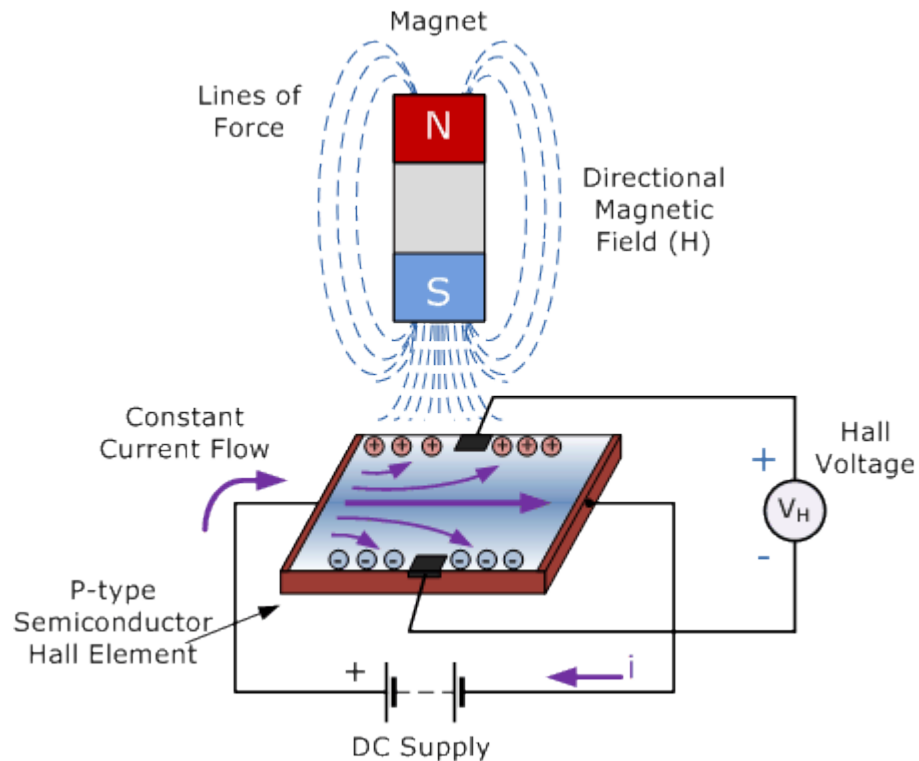 Magnet
Lines of
Force
N
S
Directional
Magnetic
Field (H)
Constant
Current Flow
+ + + + + +
Hall
Voltage
+
VH
-
- - - - - -
P-type
Semiconductor
Hall Element
+
i
DC Supply